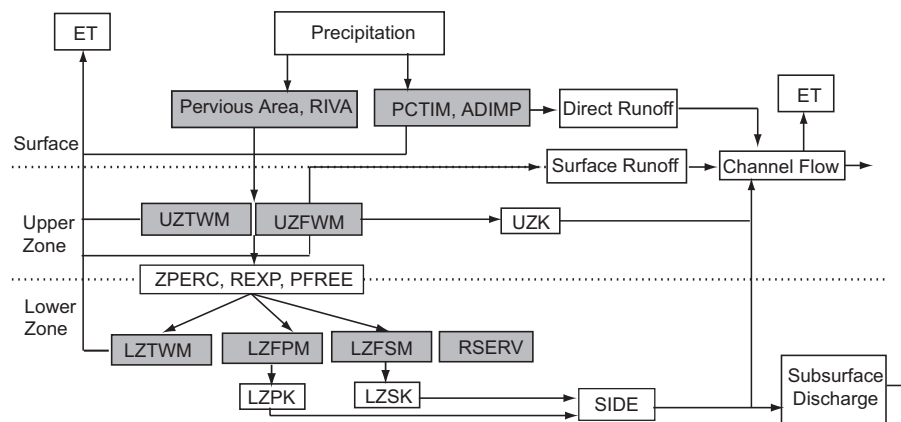 Precipitation
ET
Pervious Area, RIVA
PCTIM, ADIMP
Direct Runoff
ET
Surface
Surface Runoff
Channel Flow
Upper
Zone
UZTWM
UZFWM
UZK
ZPERC, REXP, PFREE
Lower
Zone
LZTWM
LZFPM
LZFSM
RSERV
LZPK
LZSK
SIDE
Subsurface
Discharge